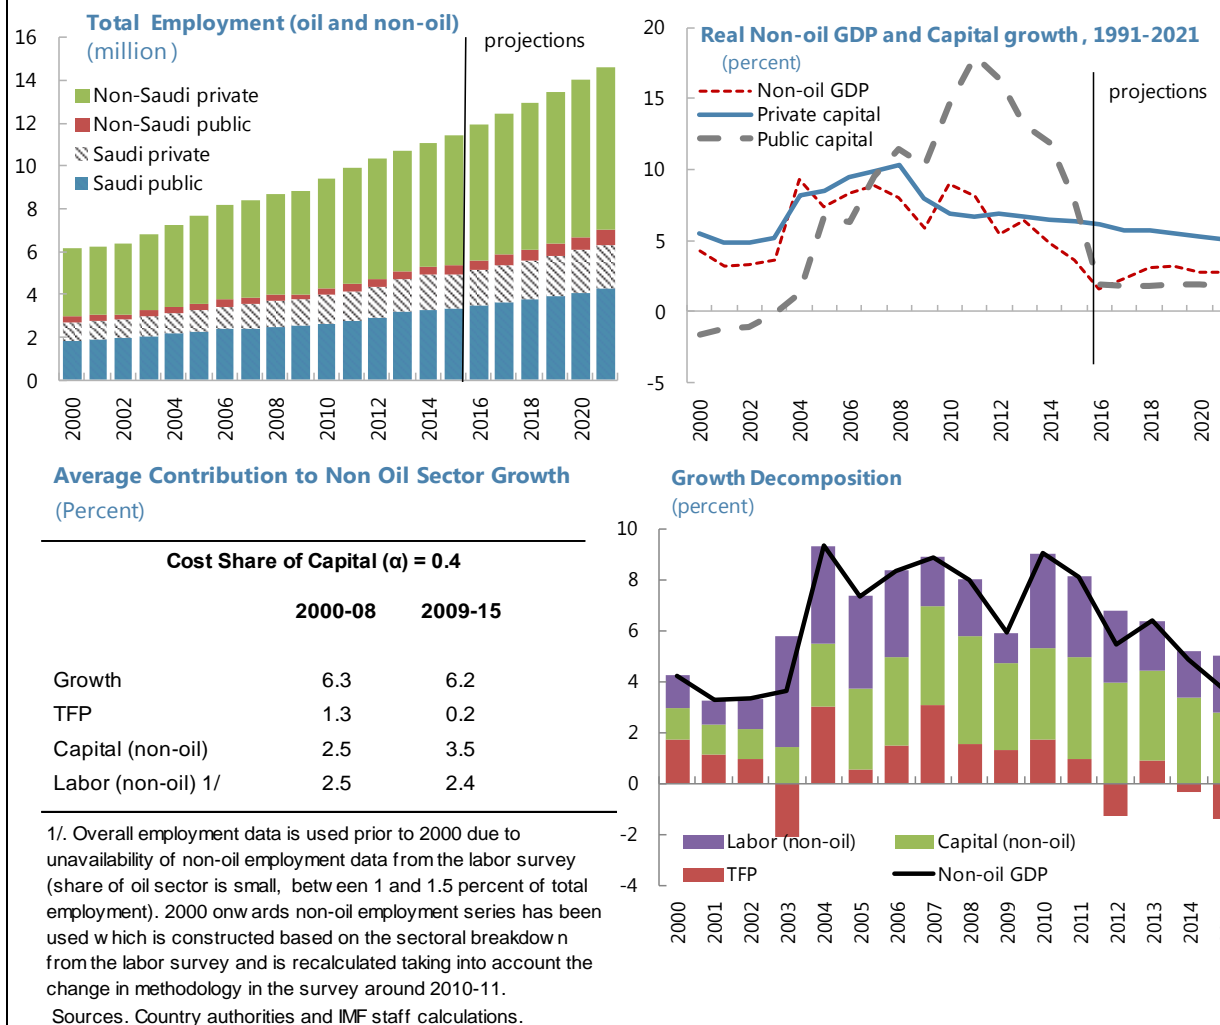 Total Employment (oil and non-oil)
(million )
projections
16
14
12
10
8
6
4
2
0
Non-Saudi private
Non-Saudi public
Saudi private
Saudi public
2000
2002
2004
2006
2008
2010
2012
2014
2016
2018
2020
Real Non-oil GDP and Capital growth , 1991-2021
(percent)
projections
20
15
10
5
0
-5
Non-oil GDP
Private capital
Public capital
2000
2002
2004
2006
2008
2010
2012
2014
2016
2018
2020
Average Contribution to Non Oil Sector Growth
(Percent)
Cost Share of Capital (α) = 0.4
2000-08 2009-15
Growth 6.3 6.2
TFP 1.3 0.2
Capital (non-oil) 2.5 3.5
Labor (non-oil) 1/ 2.5 2.4
1/. Overall employment data is used prior to 2000 due to
unavailability of non-oil employment data from the labor survey
(share of oil sector is small, between 1 and 1.5 percent of total
employment). 2000 onwards non-oil employment series has been
used which is constructed based on the sectoral breakdown
from the labor survey and is recalculated taking into account the
change in methodology in the survey around 2010-11.
Sources. Country authorities and IMF staff calculations.
Growth Decomposition
(percent)
10
8
6
4
2
0
-2
-4
Labor (non-oil)
Capital (non-oil)
TFP
Non-oil GDP
2000
2001
2002
2003
2004
2005
2006
2007
2008
2009
2010
2011
2012
2013
2014